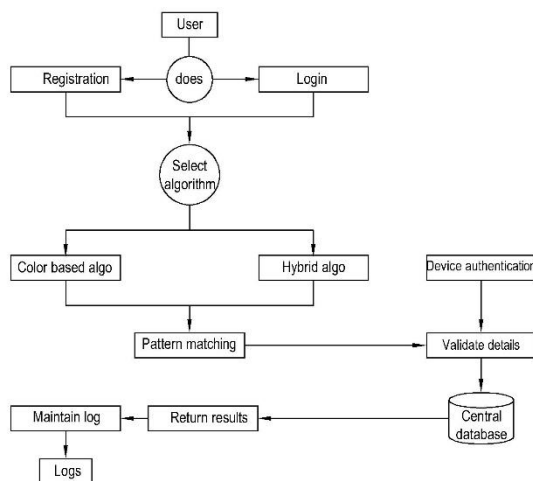 User
Registration
does
Login
Select
algorithm
Color based algo
Hybrid algo
Device authentication
Pattern matching
Validate details
Maintain log
Return results
Central
database
Logs